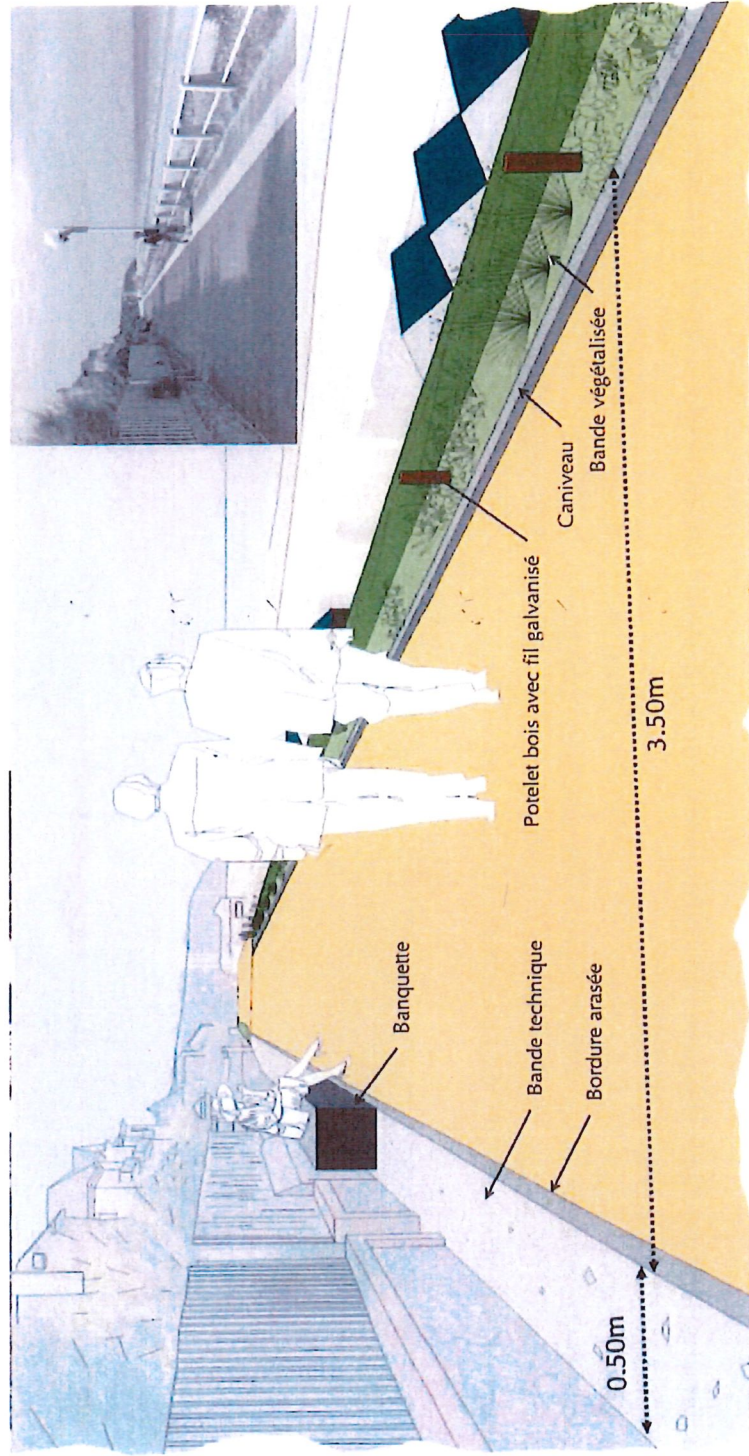 Banquette
Bande technique
Bordure arasée
Potelet bois avec fil galvanisé
Caniveau
Bande végétalisée
0.50m
3.50m